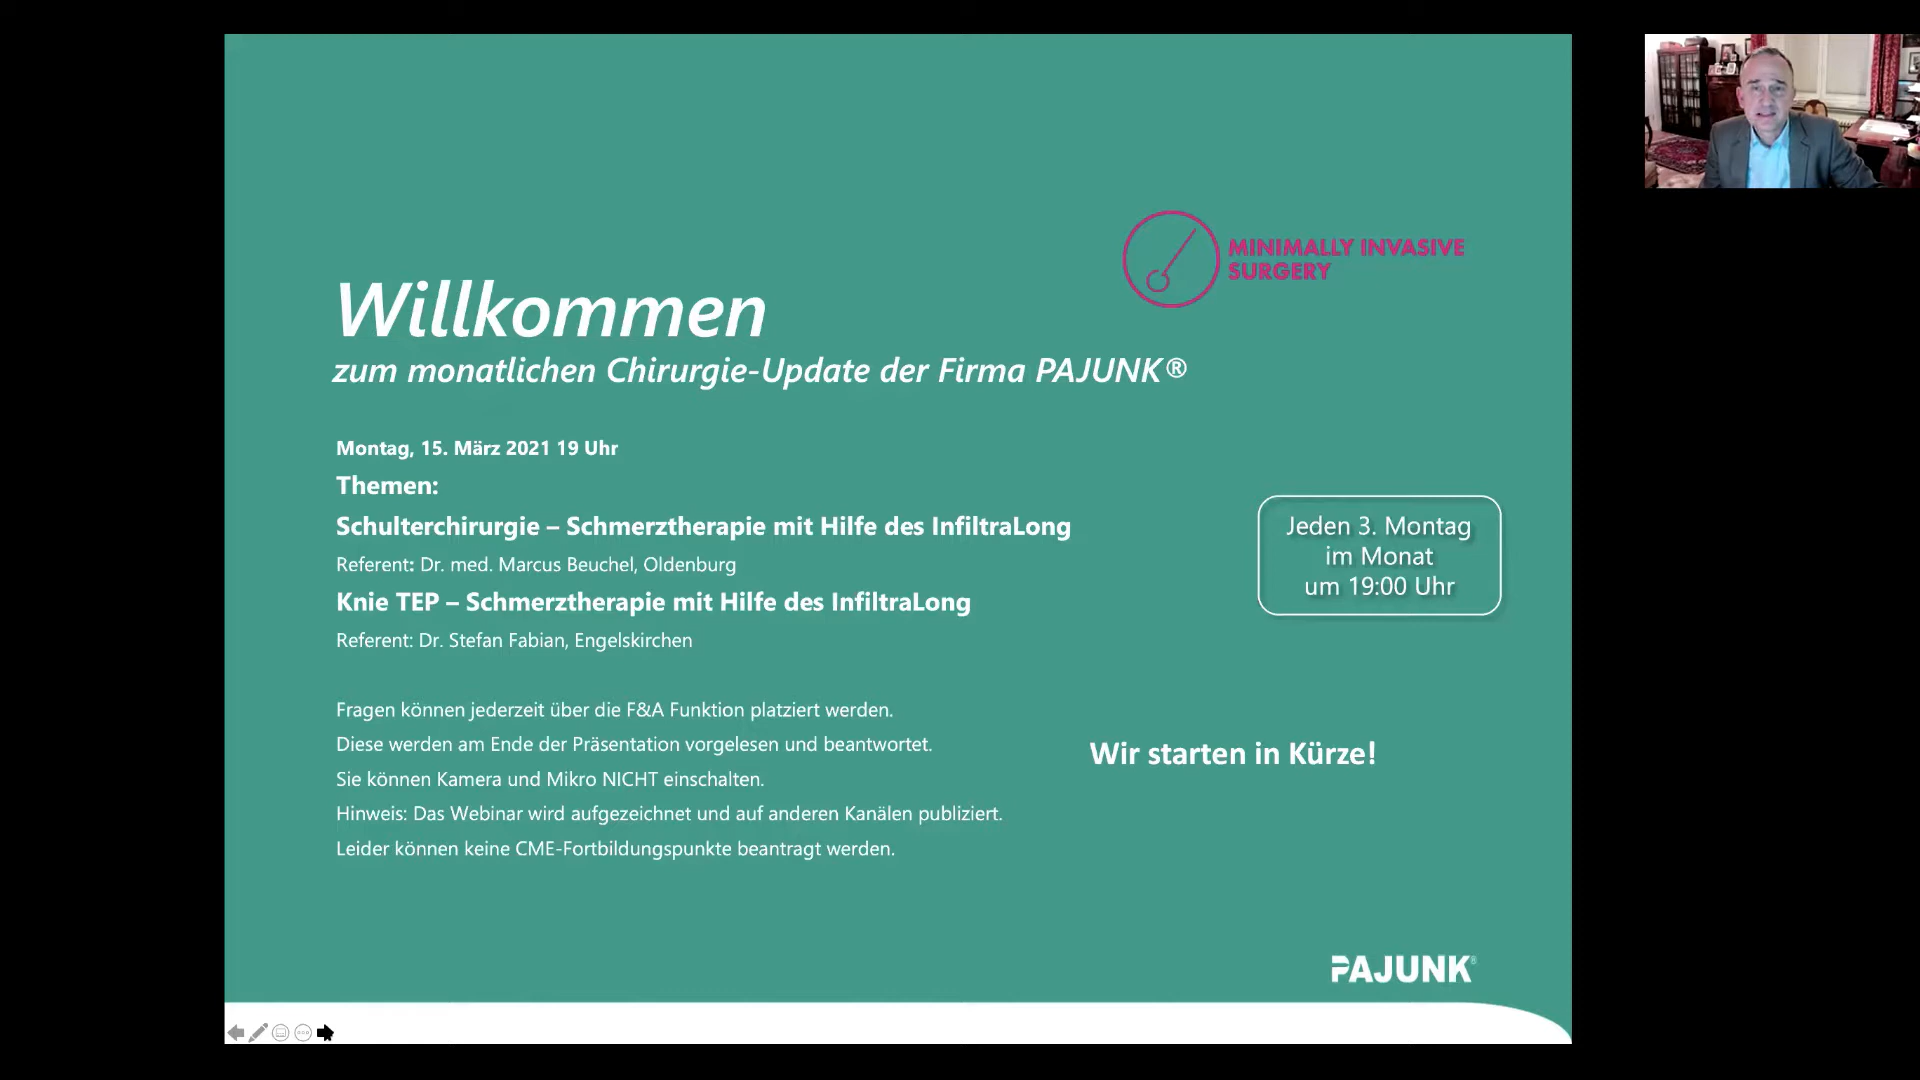 MINIMALLY INVASIVE
SURGERY
Willkommen
zum monatlichen Chirurgie-Update der Firma PAJUNK®
Montag, 15. März 2021 19 Uhr
Themen:
Schulterchirurgie – Schmerztherapie mit Hilfe des InfiltraLong
Referent: Dr. med. Marcus Beuchel, Oldenburg
Knie TEP – Schmerztherapie mit Hilfe des InfiltraLong
Referent: Dr. Stefan Fabian, Engelskirchen
Jeden 3. Montag
im Monat
um 19:00 Uhr
Fragen können jederzeit über die F&A Funktion platziert werden.
Diese werden am Ende der Präsentation vorgelesen und beantwortet.
Sie können Kamera und Mikro NICHT einschalten.
Hinweis: Das Webinar wird aufgezeichnet und auf anderen Kanälen publiziert.
Leider können keine CME-Fortbildungspunkte beantragt werden.
Wir starten in Kürze!
PAJUNK®